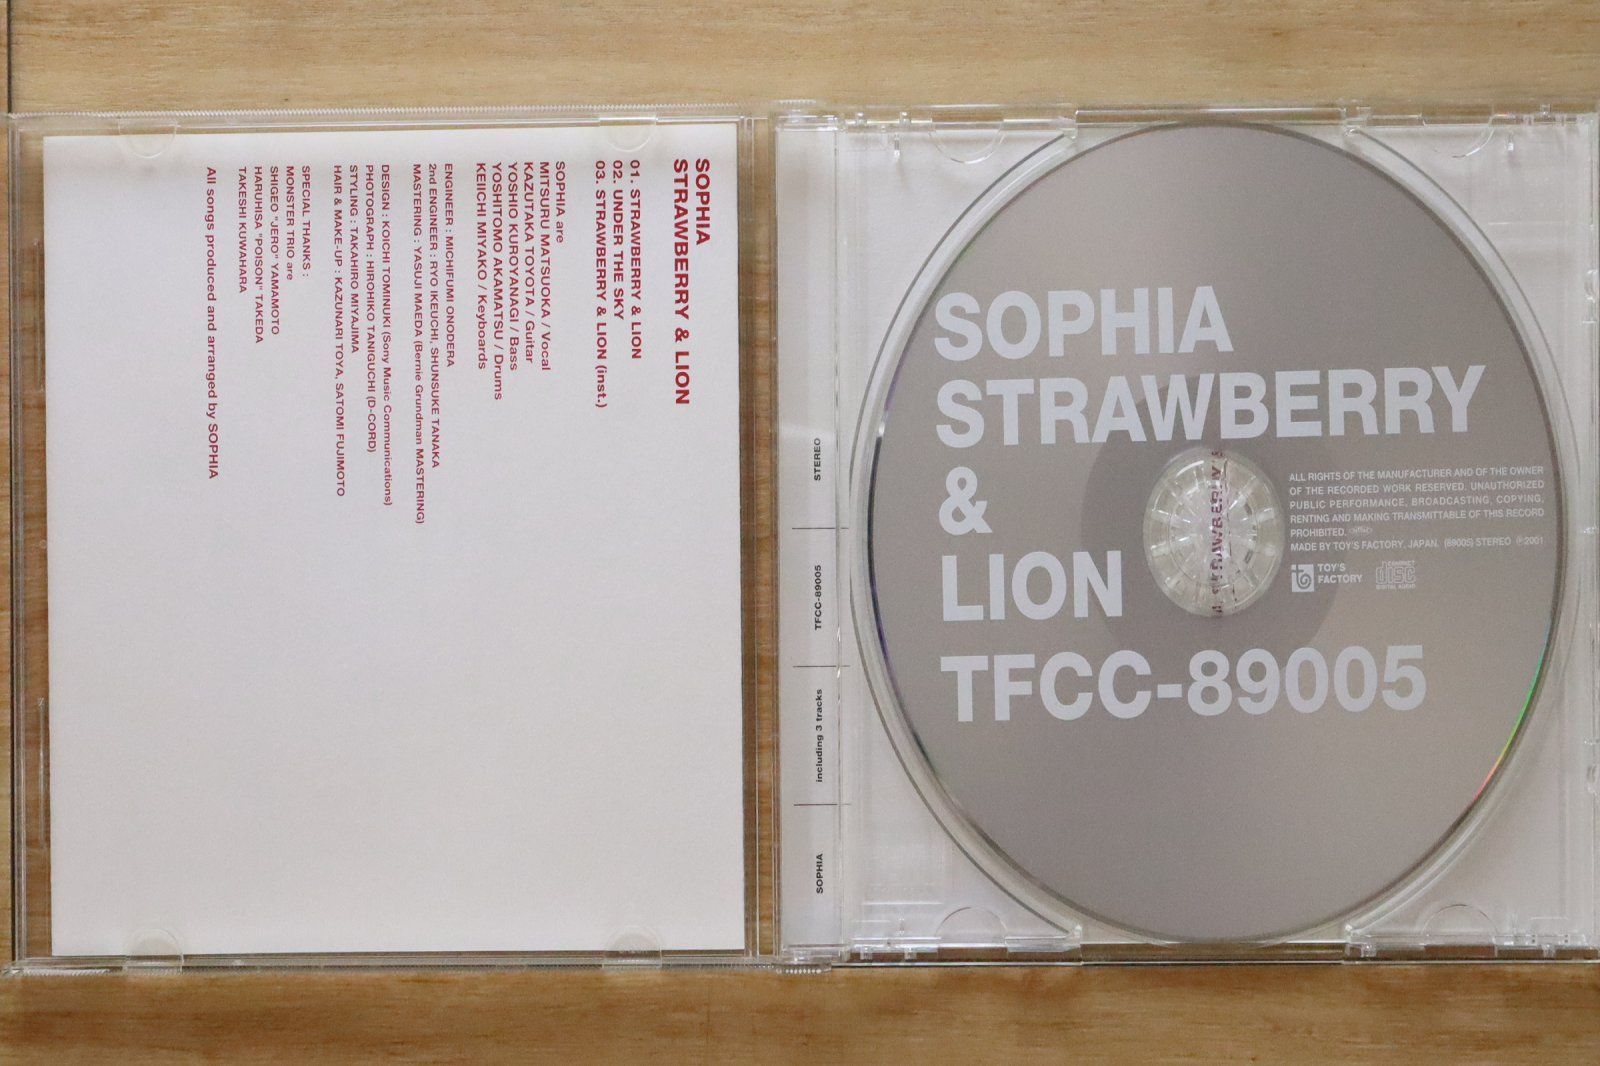 SOPHIA
STRAWBERRY & LION
01. STRAWBERRY & LION
02. UNDER THE SKY
03. STRAWBERRY & LION (inst.)
SOPHIA are
MITSURU MATSUOKA / Vocal
KAZUTAKA TOYOTA / Guitar
YOSHIO KUROYANAGI / Bass
YOSHITOMO AKAMATSU / Drums
KEIICHI MIYAKO / Keyboards
ENGINEER : MICHIFUMI ONODERA
2nd ENGINEER : RYO IKEUCHI, SHUNSUKE TANAKA
MASTERING : YASUJI MAEDA (Bernie Grundman MASTERING)
DESIGN : KOICHI TOMINUKI (Sony Music Communications)
PHOTOGRAPH : HIROHIKO TANIGUCHI (D-CORD)
STYLING : TAKAHIRO MIYAJIMA
HAIR & MAKE-UP : KAZUNARI TOYA, SATOMI FUJIMOTO
SPECIAL THANKS :
MONSTER TRIO are
SHIGEO "JERO" YAMAMOTO
HARUHISA "POISON" TAKEDA
TAKESHI KUWAHARA
All songs produced and arranged by SOPHIA
STEREO
TFCC-89005
including 3 tracks
SOPHIA
SOPHIA
STRAWBERRY
&
LION
TFCC-89005
ALL RIGHTS OF THE MANUFACTURER AND OF THE OWNER
OF THE RECORDED WORK RESERVED. UNAUTHORIZED
PUBLIC PERFORMANCE, BROADCASTING, COPYING,
RENTING AND MAKING TRANSMITTABLE OF THIS RECORD
PROHIBITED.
MADE BY TOY'S FACTORY, JAPAN. (89005) STEREO ℗2001
TOY'S
FACTORY
COMPACT
disc
DIGITAL AUDIO